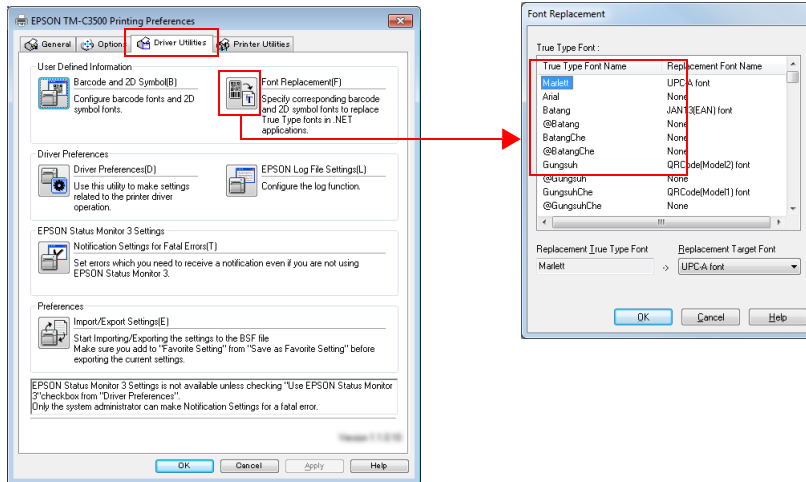 EPSON TM-C3500 Printing Preferences
General Option Driver Utilities Printer Utilities
User Defined Information
Barcode and 2D Symbol(B)
Configure barcode fonts and 2D
symbol fonts.
Font Replacement(F)
Specify corresponding barcode
and 2D symbol fonts to replace
True Type fonts in .NET
applications.
Driver Preferences
Driver Preferences(D)
Use this utility to make settings
related to the printer driver
operation.
EPSON Log File Settings(L)
Configure the log function.
EPSON Status Monitor 3 Settings
Notification Settings for Fatal Errors(T)
Set errors which you need to receive a notification even if you are not using
EPSON Status Monitor 3.
Preferences
Import/Export Settings(E)
Start Importing/Exporting the settings to the BSF file
Make sure you add to "Favorite Setting" from "Save as Favorite Setting" before
exporting the current settings.
EPSON Status Monitor 3 Settings is not available unless checking "Use EPSON Status Monitor
3"checkbox from "Driver Preferences".
Only the system administrator can make Notification Settings for a fatal error.
OK Cancel Apply Help
Font Replacement
True Type Font :
True Type Font Name Replacement Font Name
Marlett UPC-A font
Arial None
Batang JAN13(EAN) font
@Batang None
BatangChe None
@BatangChe None
Gungsuh QRCode(Model2) font
@Gungsuh None
GungsuhChe QRCode(Model1) font
@GungsuhChe None
Replacement True Type Font Replacement Target Font
Marlett -> UPC-A font
OK Cancel Help